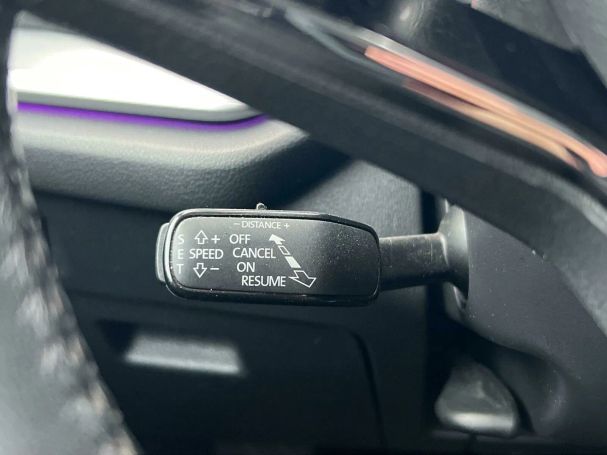 - DISTANCE +
S + OFF
E SPEED CANCEL
T - ON
RESUME